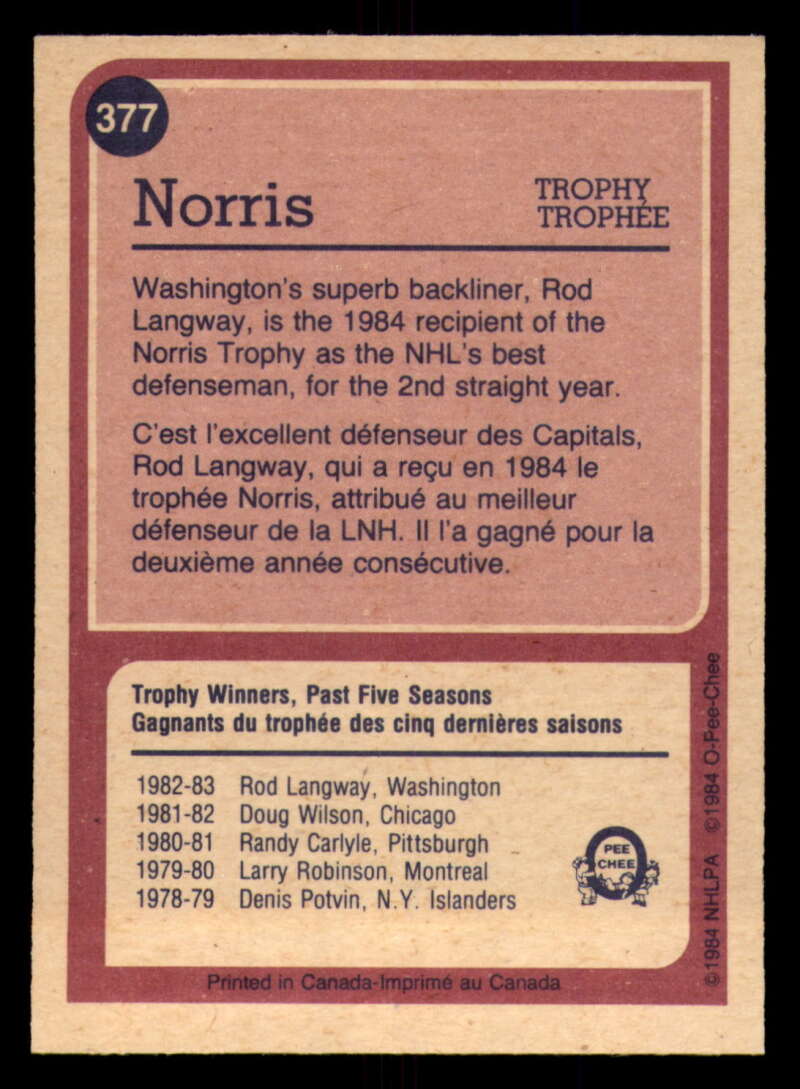 377
Norris
TROPHY
TROPHÉE
Washington's superb backliner, Rod
Langway, is the 1984 recipient of the
Norris Trophy as the NHL's best
defenseman, for the 2nd straight year.
C'est l'excellent défenseur des Capitals,
Rod Langway, qui a reçu en 1984 le
trophée Norris, attribué au meilleur
défenseur de la LNH. Il l'a gagné pour la
deuxième année consécutive.
Trophy Winners, Past Five Seasons
Gagnants du trophée des cinq dernières saisons
1982-83 Rod Langway, Washington
1981-82 Doug Wilson, Chicago
1980-81 Randy Carlyle, Pittsburgh
1979-80 Larry Robinson, Montreal
1978-79 Denis Potvin, N.Y. Islanders
PEE
CHEE
©1984 NHLPA ©1984 O-Pee-Chee
Printed in Canada-Imprimé au Canada